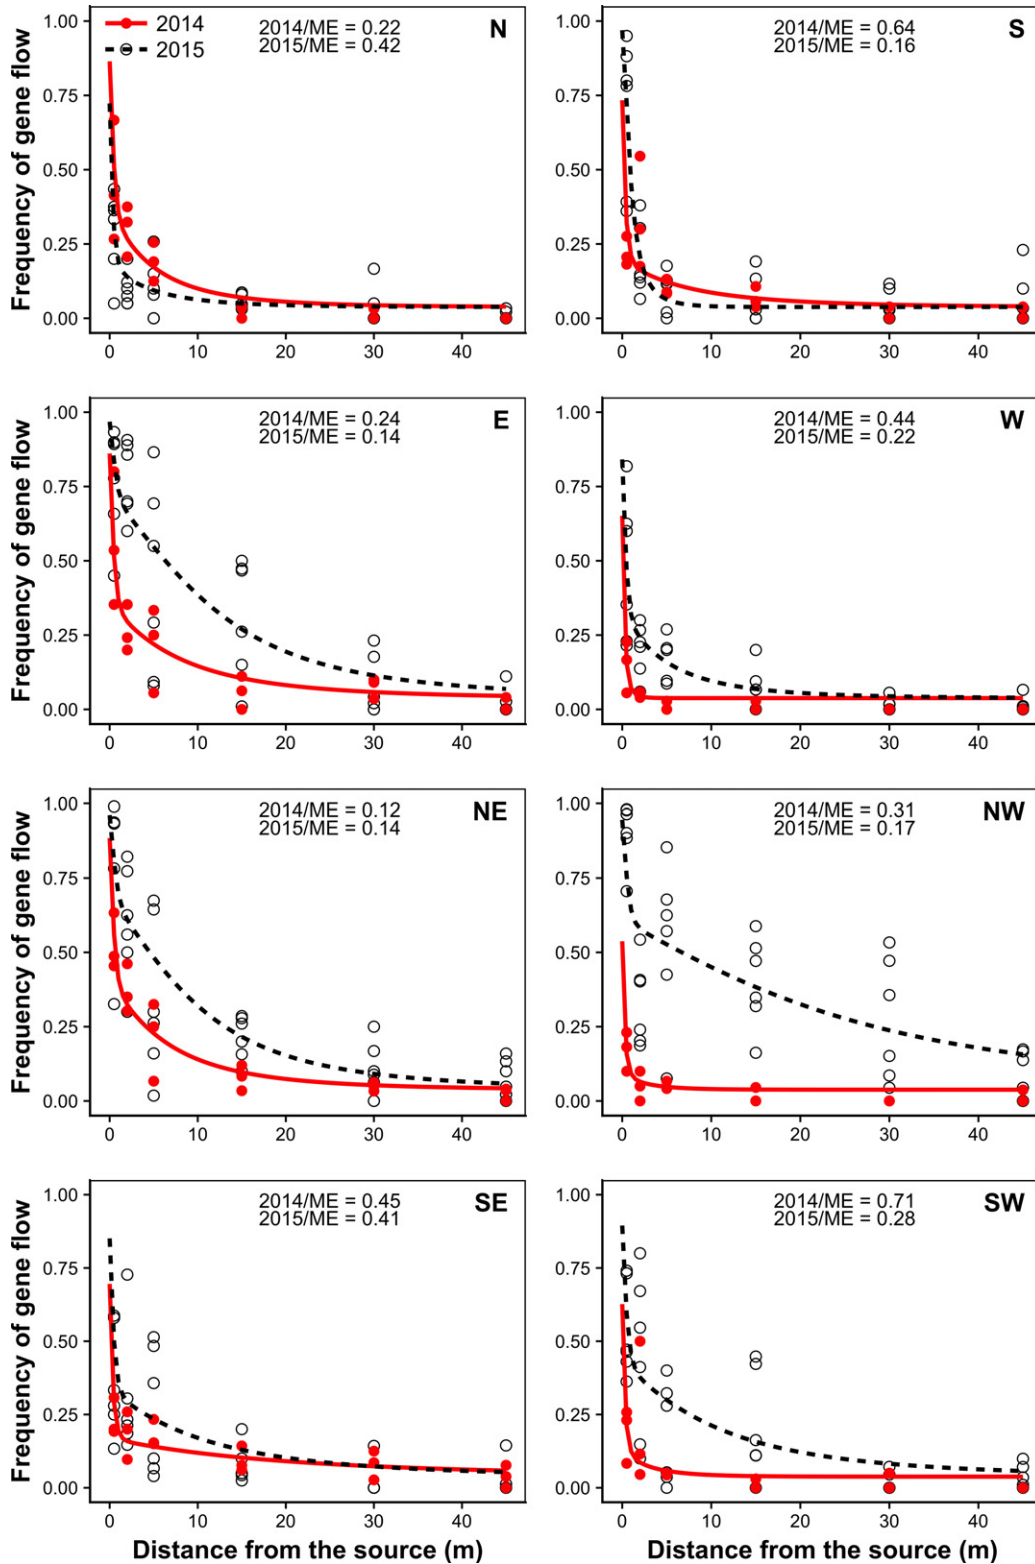 2014
2015
2014/ME = 0.22
2015/ME = 0.42
N
1.00
0.75
0.50
0.25
0.00
0 10 20 30 40
Frequency of gene flow
2014/ME = 0.64
2015/ME = 0.16
S
1.00
0.75
0.50
0.25
0.00
0 10 20 30 40
2014/ME = 0.24
2015/ME = 0.14
E
1.00
0.75
0.50
0.25
0.00
0 10 20 30 40
Frequency of gene flow
2014/ME = 0.44
2015/ME = 0.22
W
1.00
0.75
0.50
0.25
0.00
0 10 20 30 40
2014/ME = 0.12
2015/ME = 0.14
NE
1.00
0.75
0.50
0.25
0.00
0 10 20 30 40
Frequency of gene flow
2014/ME = 0.31
2015/ME = 0.17
NW
1.00
0.75
0.50
0.25
0.00
0 10 20 30 40
2014/ME = 0.45
2015/ME = 0.41
SE
1.00
0.75
0.50
0.25
0.00
0 10 20 30 40
Frequency of gene flow
Distance from the source (m)
2014/ME = 0.71
2015/ME = 0.28
SW
1.00
0.75
0.50
0.25
0.00
0 10 20 30 40
Distance from the source (m)